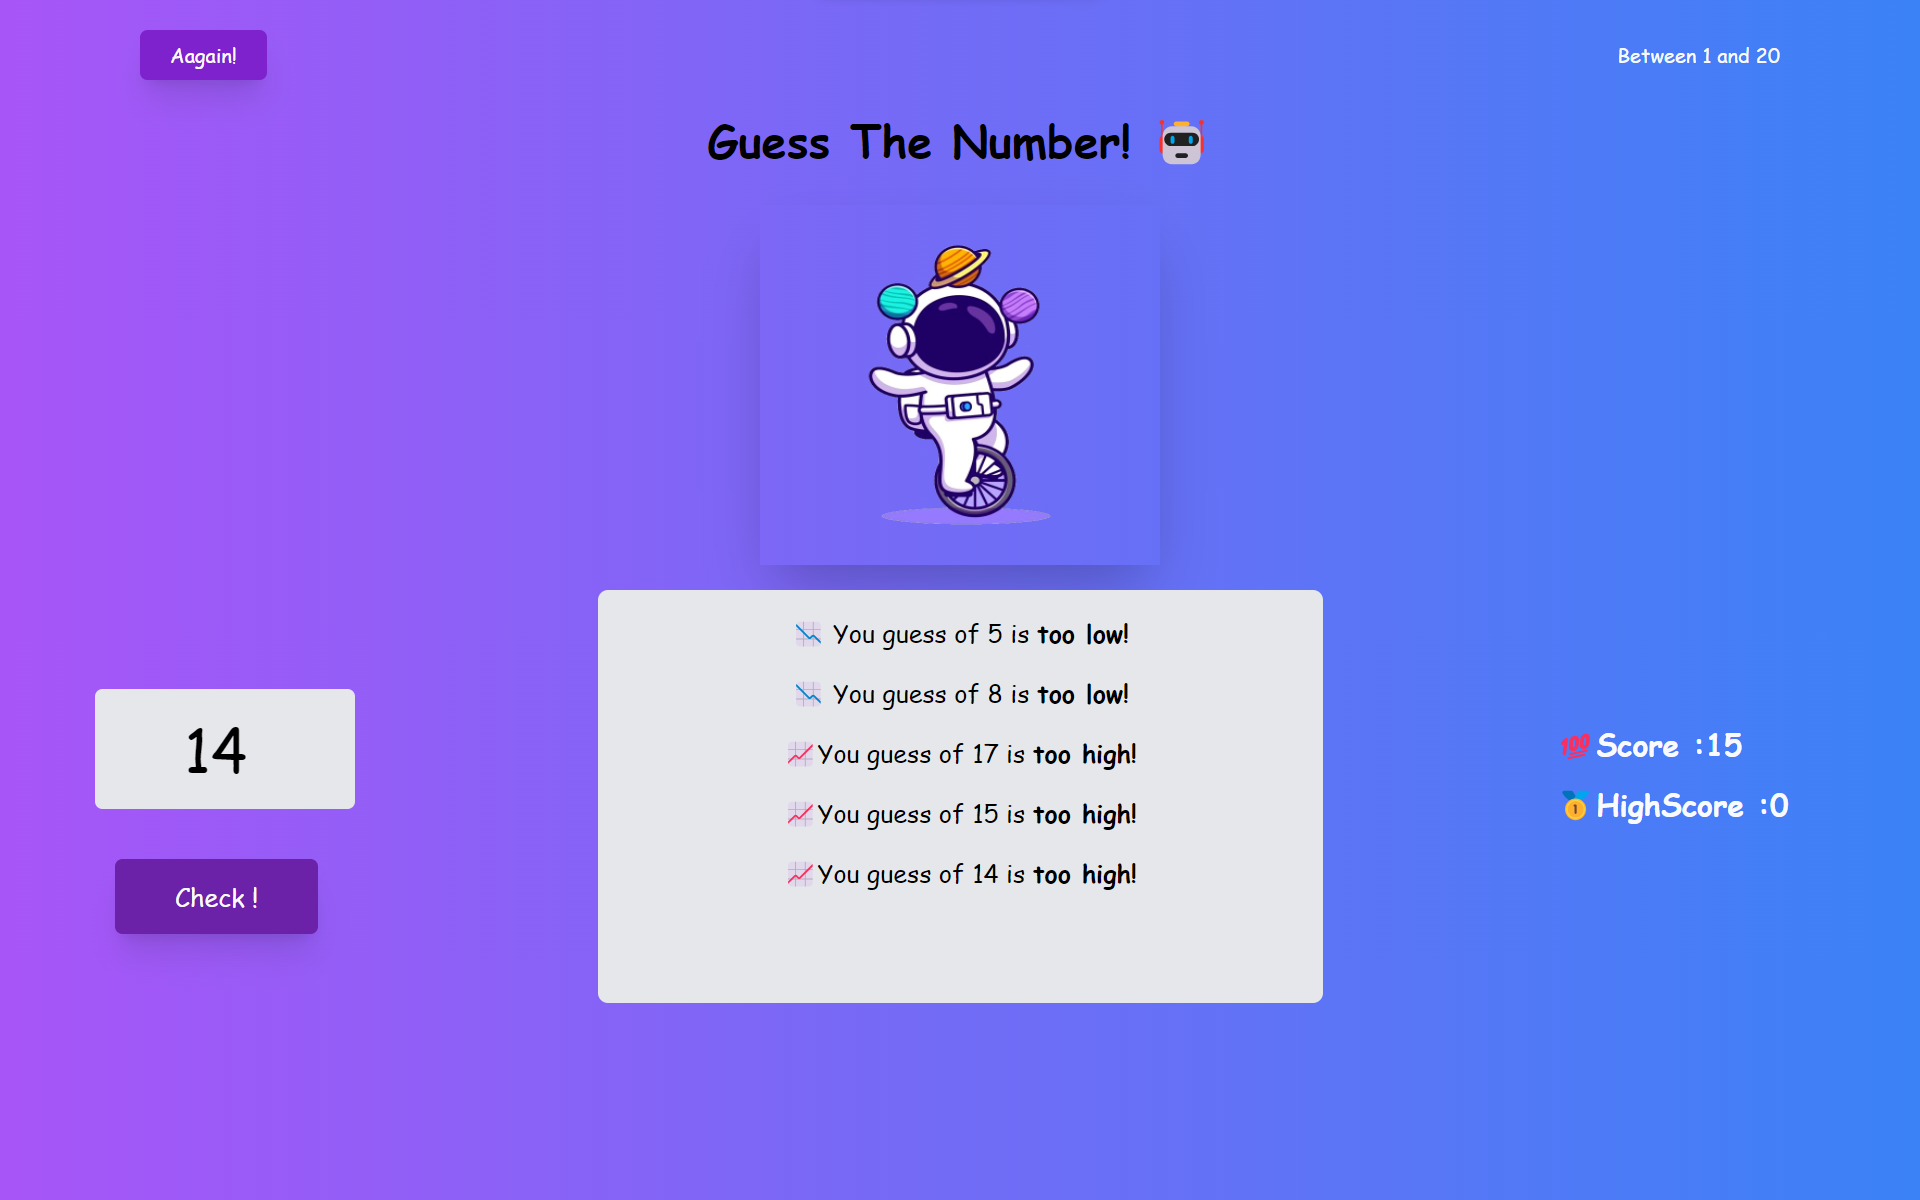 Aagain!
Between 1 and 20
Guess The Number! 🤖
📉 You guess of 5 is too low!
📉 You guess of 8 is too low!
📈You guess of 17 is too high!
📈You guess of 15 is too high!
📈You guess of 14 is too high!
14
Check !
💯Score :15
🥇HighScore :0